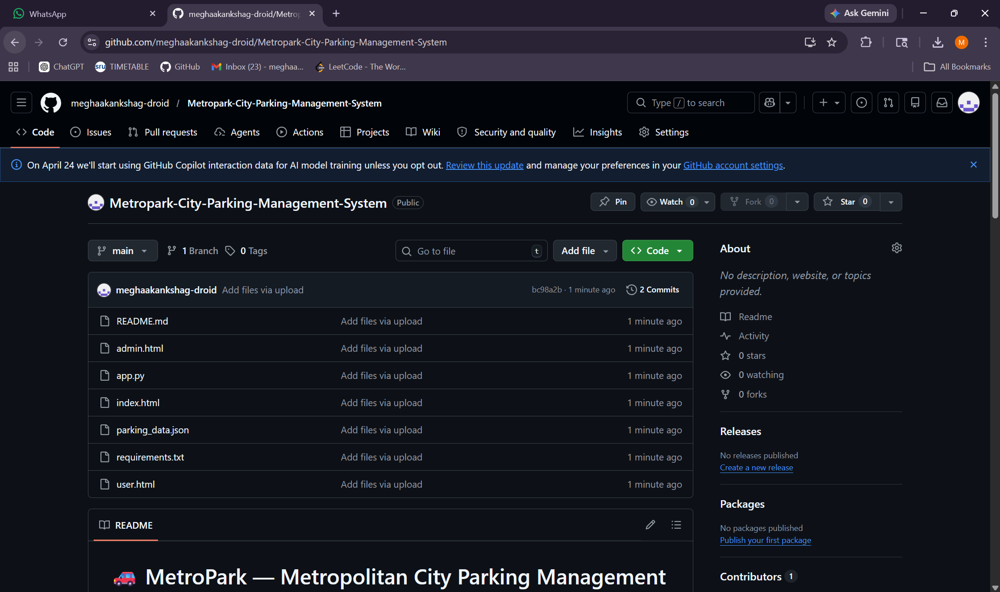 WhatsApp
meghaakankshag-droid/Metrop
Ask Gemini
github.com/meghaakankshag-droid/Metropark-City-Parking-Management-System
M
ChatGPT
sru TIMETABLE
GitHub
Inbox (23) - meghaa...
LeetCode - The Wor...
All Bookmarks
meghaakankshag-droid / Metropark-City-Parking-Management-System
Type / to search
Code
Issues
Pull requests
Agents
Actions
Projects
Wiki
Security and quality
Insights
Settings
On April 24 we'll start using GitHub Copilot interaction data for AI model training unless you opt out. Review this update and manage your preferences in your GitHub account settings.
Metropark-City-Parking-Management-System Public
Pin
Watch 0
Fork 0
Star 0
main
1 Branch
0 Tags
Go to file t
Add file
Code
meghaakankshag-droid Add files via upload bc98a2b · 1 minute ago 2 Commits
README.md Add files via upload 1 minute ago
admin.html Add files via upload 1 minute ago
app.py Add files via upload 1 minute ago
index.html Add files via upload 1 minute ago
parking_data.json Add files via upload 1 minute ago
requirements.txt Add files via upload 1 minute ago
user.html Add files via upload 1 minute ago
README
MetroPark — Metropolitan City Parking Management
About
No description, website, or topics
provided.
Readme
Activity
0 stars
0 watching
0 forks
Releases
No releases published
Create a new release
Packages
No packages published
Publish your first package
Contributors 1